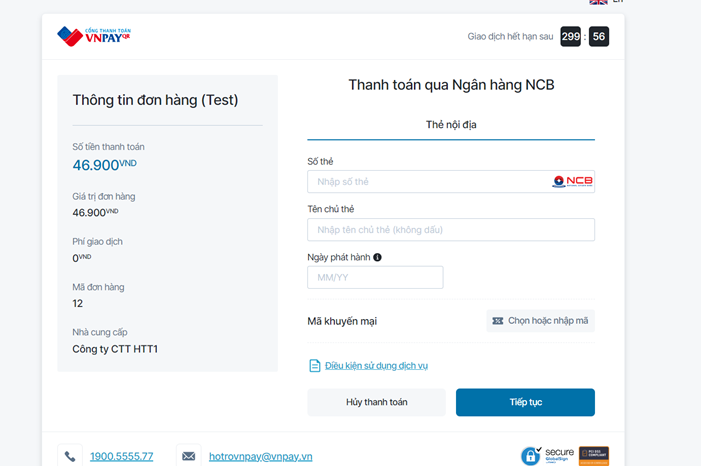 En
CỔNG THANH TOÁN
VNPAYQR
Giao dịch hết hạn sau 299 : 56
Thông tin đơn hàng (Test)
Số tiền thanh toán
46.900VND
Giá trị đơn hàng
46.900VND
Phí giao dịch
0VND
Mã đơn hàng
12
Nhà cung cấp
Công ty CTT HTT1
Thanh toán qua Ngân hàng NCB
Thẻ nội địa
Số thẻ
Nhập số thẻ
NCB
Tên chủ thẻ
Nhập tên chủ thẻ (không dấu)
Ngày phát hành
MM/YY
Mã khuyến mại
Chọn hoặc nhập mã
Điều kiện sử dụng dịch vụ
Hủy thanh toán
Tiếp tục
1900.5555.77
hotrovnpay@vnpay.vn
secure
GlobalSign
PCI DSS
COMPLIANT